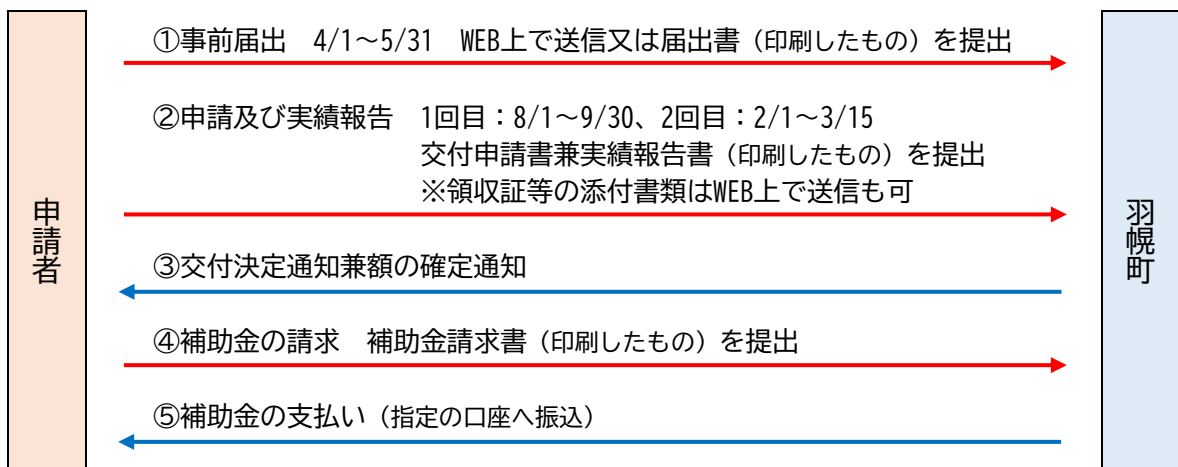 申請者
①事前届出　4/1～5/31　WEB上で送信又は届出書（印刷したもの）を提出
②申請及び実績報告　1回目：8/1～9/30、2回目：2/1～3/15
交付申請書兼実績報告書（印刷したもの）を提出
※領収証等の添付書類はWEB上で送信も可
③交付決定通知兼額の確定通知
④補助金の請求　補助金請求書（印刷したもの）を提出
⑤補助金の支払い（指定の口座へ振込）
羽幌町